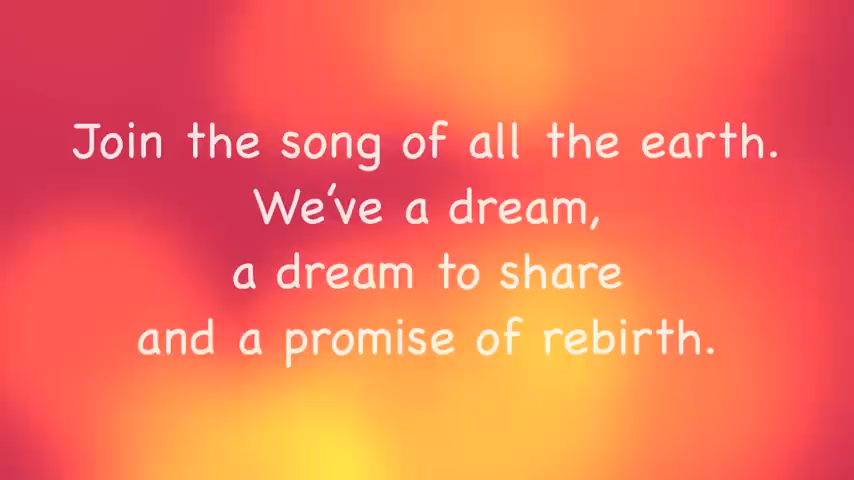 Join the song of all the earth.
We've a dream,
a dream to share
and a promise of rebirth.